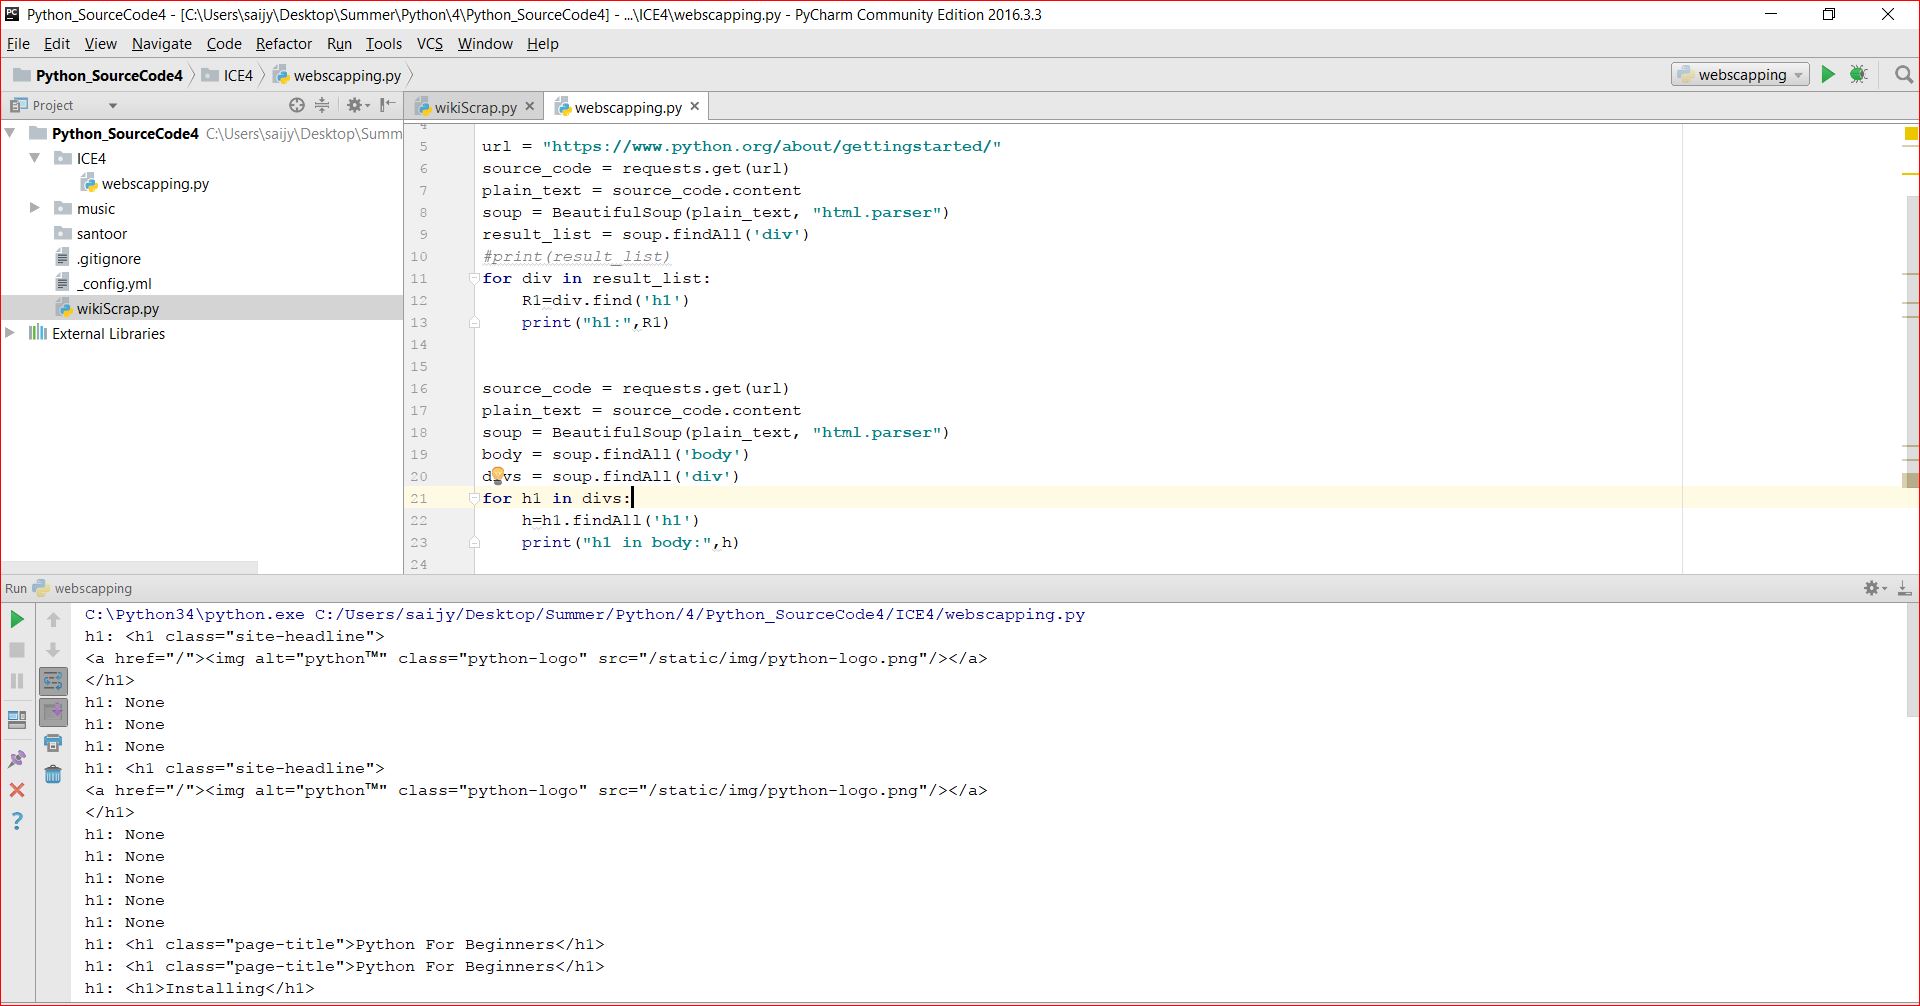 Python_SourceCode4 - [C:\Users\saijy\Desktop\Summer\Python\4\Python_SourceCode4] - ...\ICE4\webscapping.py - PyCharm Community Edition 2016.3.3
File Edit View Navigate Code Refactor Run Tools VCS Window Help
Python_SourceCode4 ICE4 webscapping.py
webscapping
Project
wikiScrap.py webscapping.py
Python_SourceCode4 C:\Users\saijy\Desktop\Summ
ICE4
webscapping.py
music
santoor
.gitignore
_config.yml
wikiScrap.py
External Libraries
4
5 url = "https://www.python.org/about/gettingstarted/"
6 source_code = requests.get(url)
7 plain_text = source_code.content
8 soup = BeautifulSoup(plain_text, "html.parser")
9 result_list = soup.findAll('div')
10 #print(result_list)
11 for div in result_list:
12 R1=div.find('h1')
13 print("h1:",R1)
14
15
16 source_code = requests.get(url)
17 plain_text = source_code.content
18 soup = BeautifulSoup(plain_text, "html.parser")
19 body = soup.findAll('body')
20 divs = soup.findAll('div')
21 for h1 in divs:
22 h=h1.findAll('h1')
23 print("h1 in body:",h)
24
Run webscapping
C:\Python34\python.exe C:/Users/saijy/Desktop/Summer/Python/4/Python_SourceCode4/ICE4/webscapping.py
h1: <h1 class="site-headline">
<a href="/"><img alt="python™" class="python-logo" src="/static/img/python-logo.png"/></a>
</h1>
h1: None
h1: None
h1: None
h1: <h1 class="site-headline">
<a href="/"><img alt="python™" class="python-logo" src="/static/img/python-logo.png"/></a>
</h1>
h1: None
h1: None
h1: None
h1: None
h1: None
h1: <h1 class="page-title">Python For Beginners</h1>
h1: <h1 class="page-title">Python For Beginners</h1>
h1: <h1>Installing</h1>